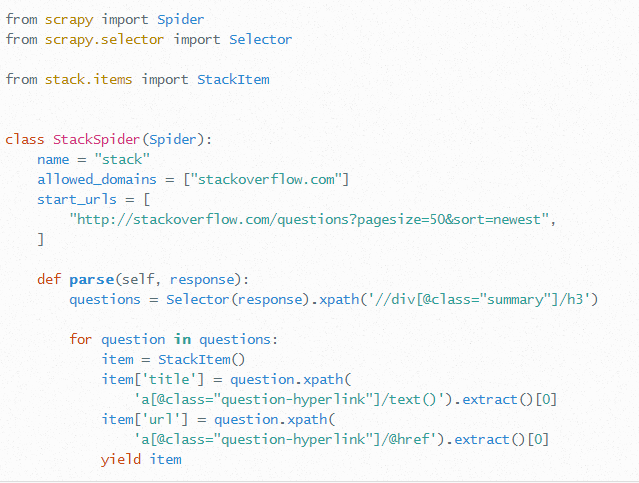 from scrapy import Spider
from scrapy.selector import Selector
from stack.items import StackItem
class StackSpider(Spider):
name = "stack"
allowed_domains = ["stackoverflow.com"]
start_urls = [
"http://stackoverflow.com/questions?pagesize=50&sort=newest",
]
def parse(self, response):
questions = Selector(response).xpath('//div[@class="summary"]/h3')
for question in questions:
item = StackItem()
item['title'] = question.xpath(
'a[@class="question-hyperlink"]/text()').extract()[0]
item['url'] = question.xpath(
'a[@class="question-hyperlink"]/@href').extract()[0]
yield item